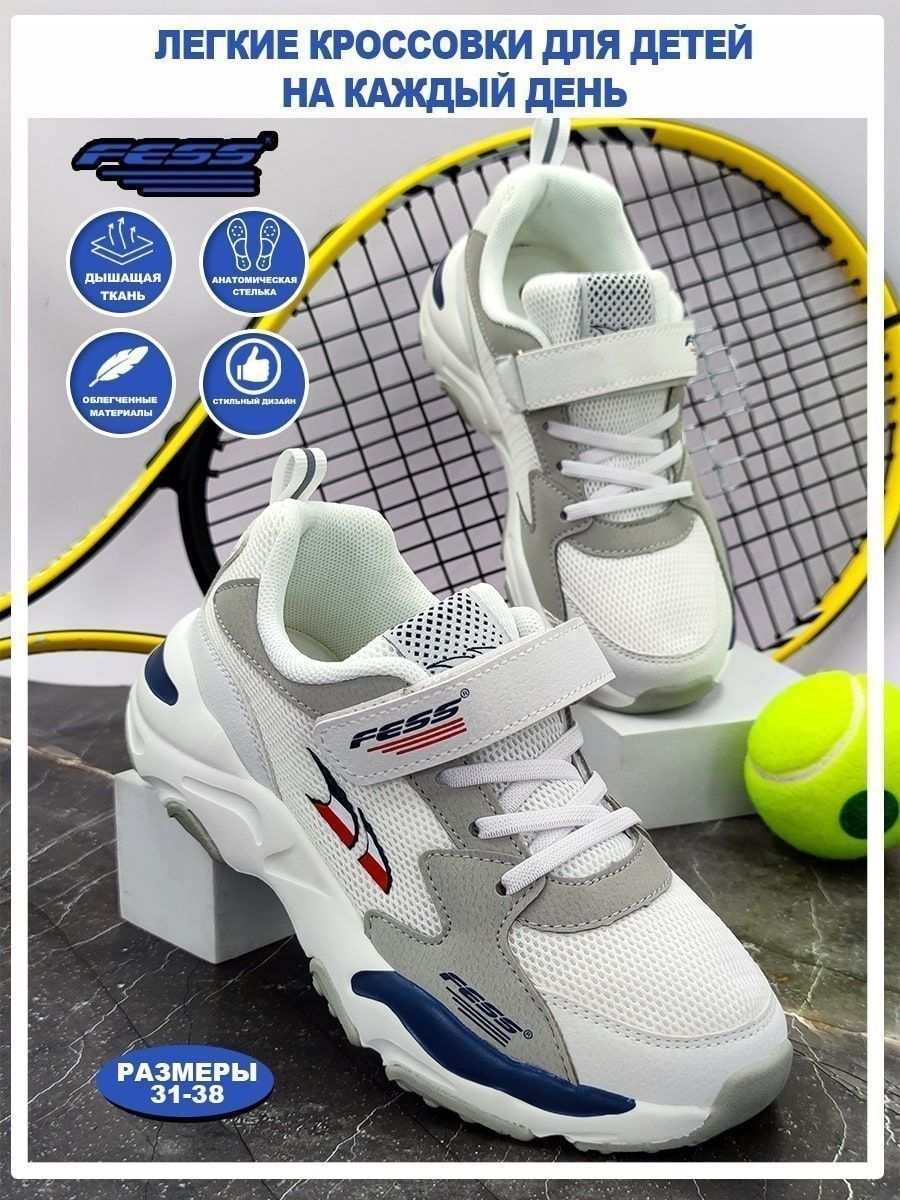 ЛЕГКИЕ КРОССОВКИ ДЛЯ ДЕТЕЙ
НА КАЖДЫЙ ДЕНЬ
FESS
ДЫШАЩАЯ
ТКАНЬ
АНАТОМИЧЕСКАЯ
СТЕЛЬКА
ОБЛЕГЧЕННЫЕ
МАТЕРИАЛЫ
СТИЛЬНЫЙ ДИЗАЙН
FESS®
FESS®
РАЗМЕРЫ
31-38